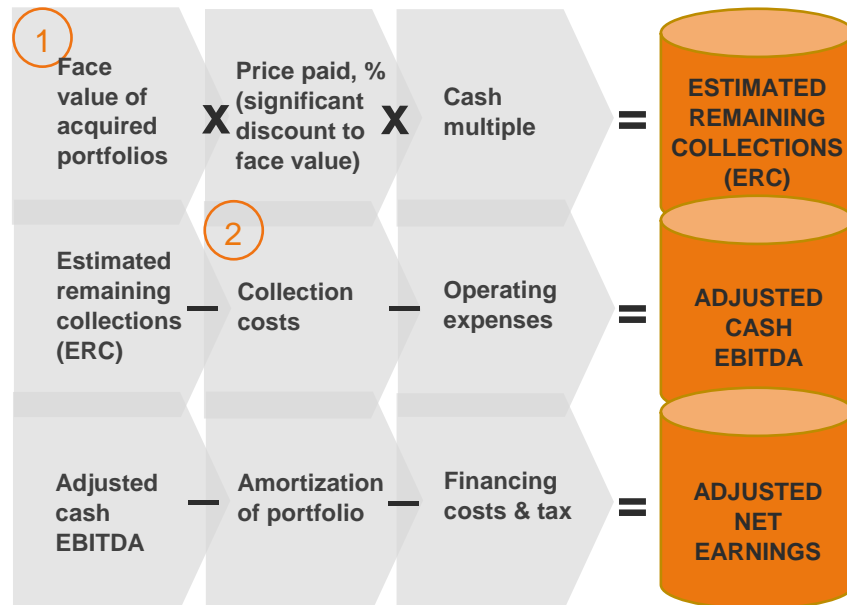 1
Face
value of
acquired
portfolios
x
Price paid, %
(significant
discount to
face value)
x
Cash
multiple
=
ESTIMATED
REMAINING
COLLECTIONS
(ERC)
Estimated
remaining
collections
(ERC)
–
2
Collection
costs
–
Operating
expenses
=
ADJUSTED
CASH
EBITDA
Adjusted
cash
EBITDA
–
Amortization
of portfolio
–
Financing
costs & tax
=
ADJUSTED
NET
EARNINGS